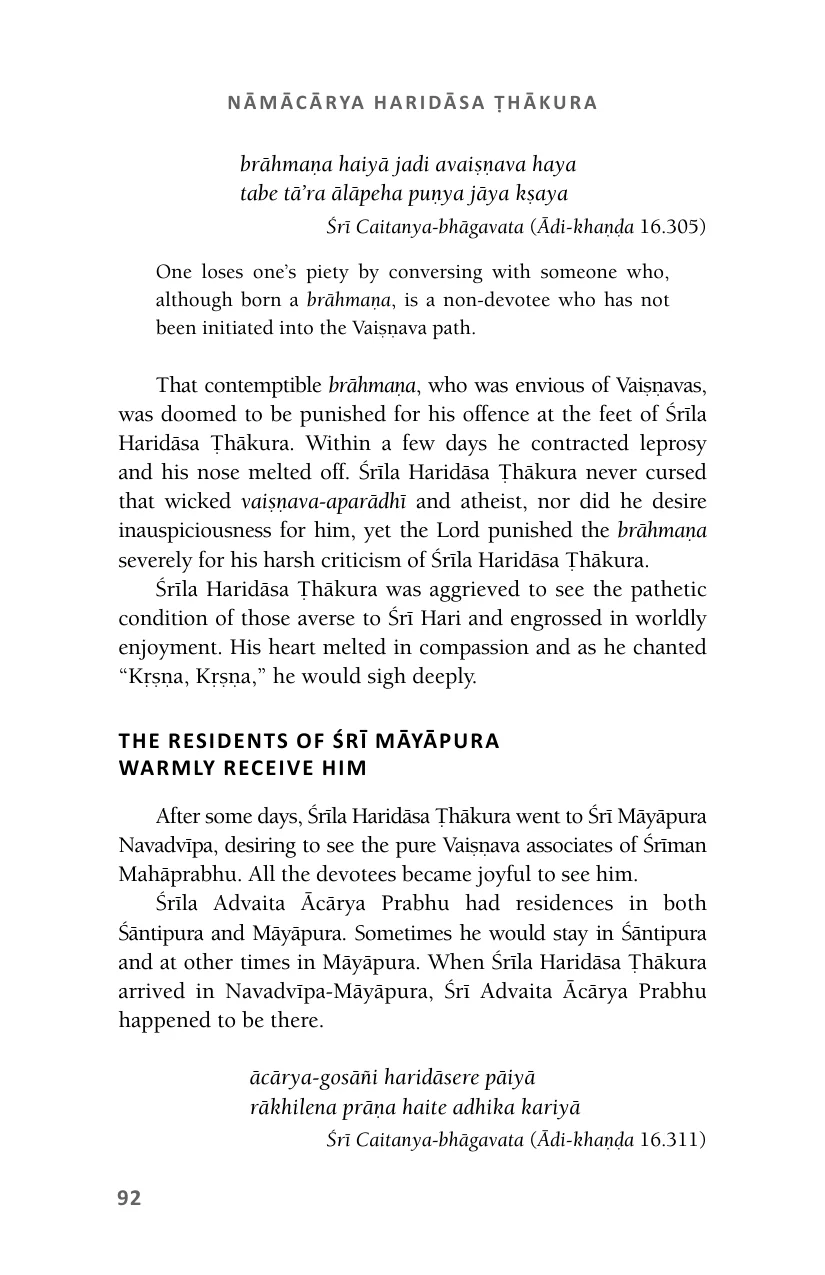 NĀMĀCĀRYA HARIDĀSA ṬHĀKURA
brāhmaṇa haiyā jadi avaiṣṇava haya
tabe tā’ra ālāpeha puṇya jāya kṣaya
Śrī Caitanya-bhāgavata (Ādi-khaṇḍa 16.305)
One loses one’s piety by conversing with someone who,
although born a brāhmaṇa, is a non-devotee who has not
been initiated into the Vaiṣṇava path.
That contemptible brāhmaṇa, who was envious of Vaiṣṇavas,
was doomed to be punished for his offence at the feet of Śrīla
Haridāsa Ṭhākura. Within a few days he contracted leprosy
and his nose melted off. Śrīla Haridāsa Ṭhākura never cursed
that wicked vaiṣṇava-aparādhī and atheist, nor did he desire
inauspiciousness for him, yet the Lord punished the brāhmaṇa
severely for his harsh criticism of Śrīla Haridāsa Ṭhākura.
Śrīla Haridāsa Ṭhākura was aggrieved to see the pathetic
condition of those averse to Śrī Hari and engrossed in worldly
enjoyment. His heart melted in compassion and as he chanted
“Kṛṣṇa, Kṛṣṇa,” he would sigh deeply.
THE RESIDENTS OF ŚRĪ MĀYĀPURA
WARMLY RECEIVE HIM
After some days, Śrīla Haridāsa Ṭhākura went to Śrī Māyāpura
Navadvīpa, desiring to see the pure Vaiṣṇava associates of Śrīman
Mahāprabhu. All the devotees became joyful to see him.
Śrīla Advaita Ācārya Prabhu had residences in both
Śāntipura and Māyāpura. Sometimes he would stay in Śāntipura
and at other times in Māyāpura. When Śrīla Haridāsa Ṭhākura
arrived in Navadvīpa-Māyāpura, Śrī Advaita Ācārya Prabhu
happened to be there.
ācārya-gosāñi haridāsere pāiyā
rākhilena prāṇa haite adhika kariyā
Śrī Caitanya-bhāgavata (Ādi-khaṇḍa 16.311)
92